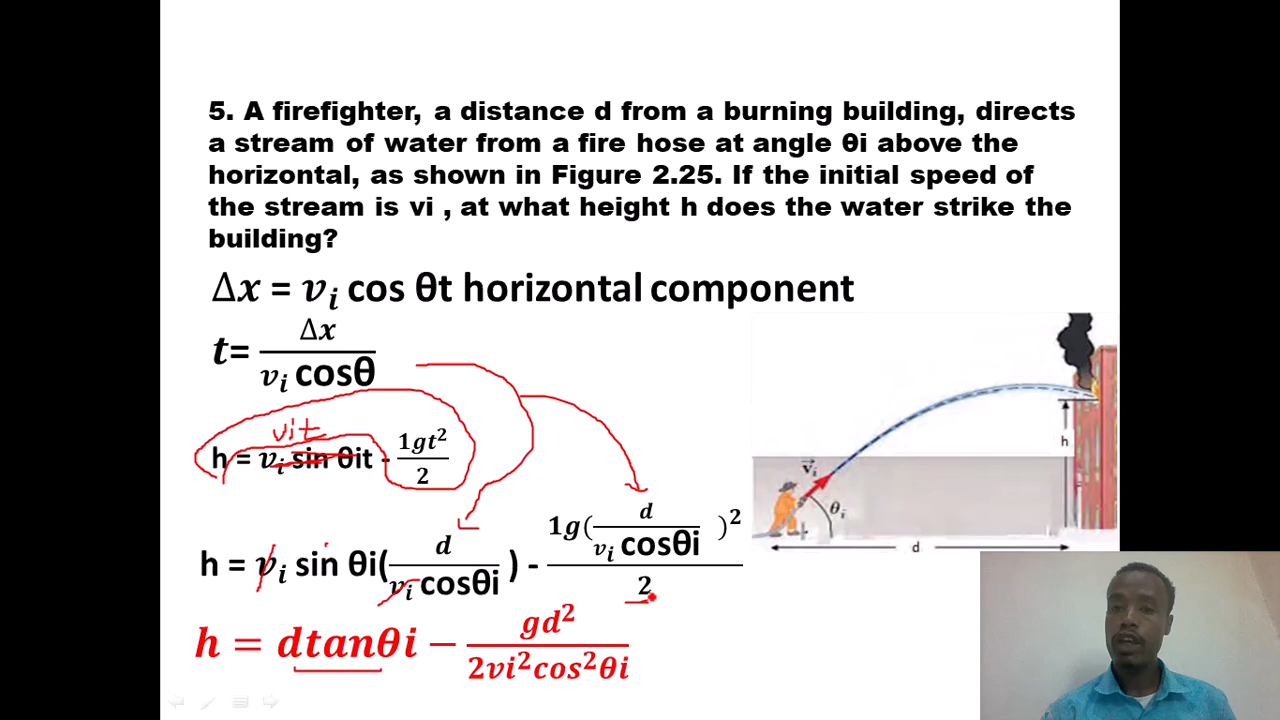 5. A firefighter, a distance d from a burning building, directs
a stream of water from a fire hose at angle θi above the
horizontal, as shown in Figure 2.25. If the initial speed of
the stream is vi , at what height h does the water strike the
building?
Δx = vᵢ cos θt horizontal component
t= Δx / vᵢ cosθ
vit
h = vᵢ sin θit - 1gt² / 2
h = vᵢ sin θi( d / vᵢ cosθi ) - 1g( d / vᵢ cosθi )² / 2
h = dtanθi − gd² / 2vi²cos²θi
h
v⃗ᵢ
θᵢ
d